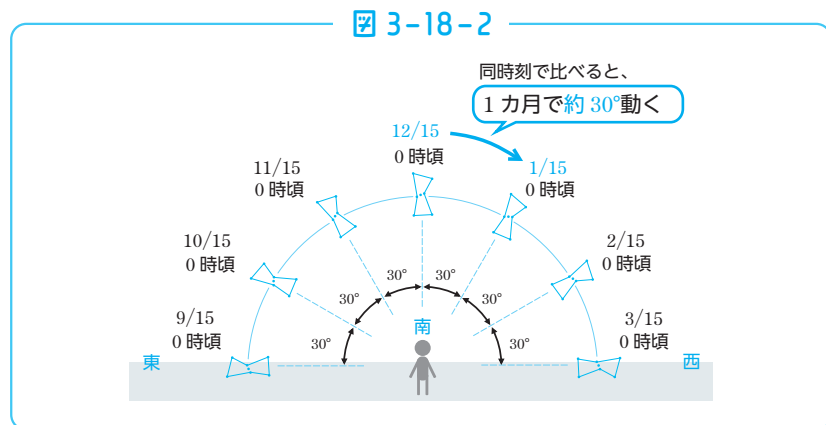 図 3-18-2
同時刻で比べると、
1 カ月で約 30°動く
12/15
0 時頃
1/15
0 時頃
11/15
0 時頃
2/15
0 時頃
10/15
0 時頃
3/15
0 時頃
9/15
0 時頃
30°
30°
30°
30°
30°
30°
東
南
西